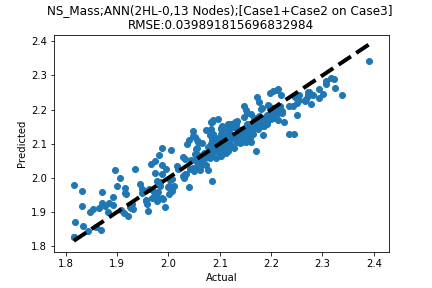 NS_Mass;ANN(2HL-0,13 Nodes);[Case1+Case2 on Case3]
RMSE:0.039891815696832984
2.4
2.3
2.2
2.1
2.0
1.9
1.8
Predicted
1.8 1.9 2.0 2.1 2.2 2.3 2.4
Actual